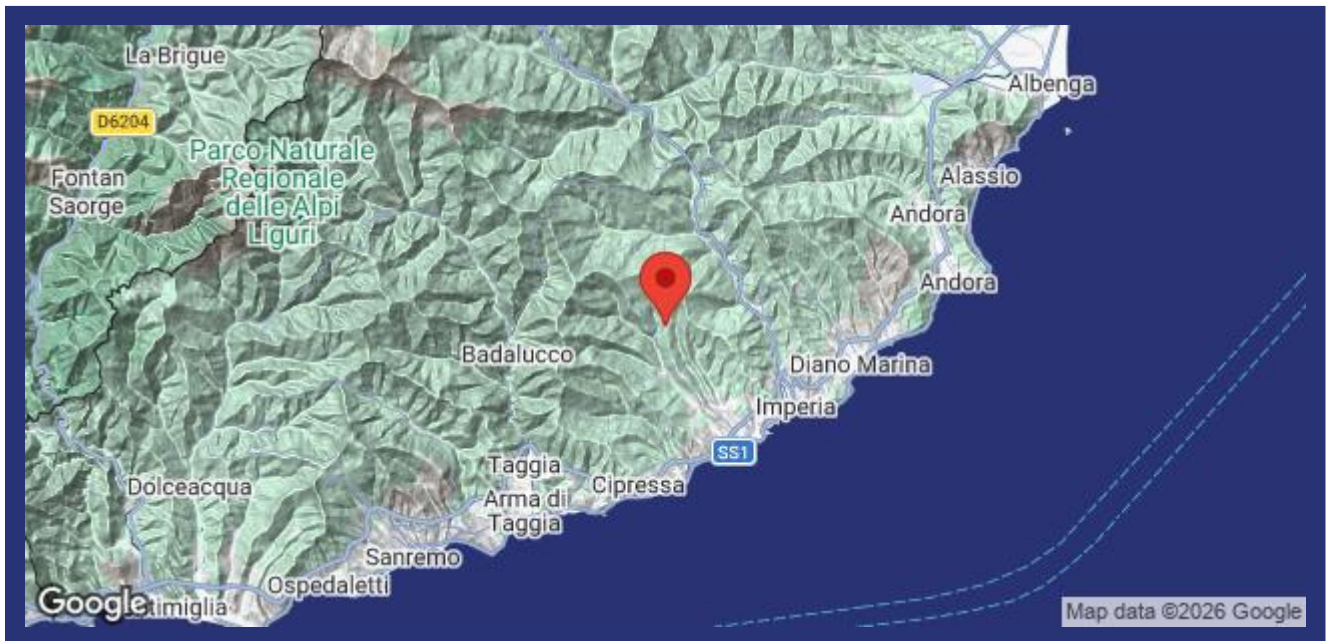 La Brigue
Albenga
D6204
Parco Naturale
Regionale
delle Alpi
Liguri
Fontan
Saorge
Alassio
Andora
Andora
Badalucco
Diano Marina
Imperia
SS1
Taggia
Cipressa
Dolceacqua
Arma di
Taggia
Sanremo
Ospedaletti
Google
timiglia
Map data ©2026 Google